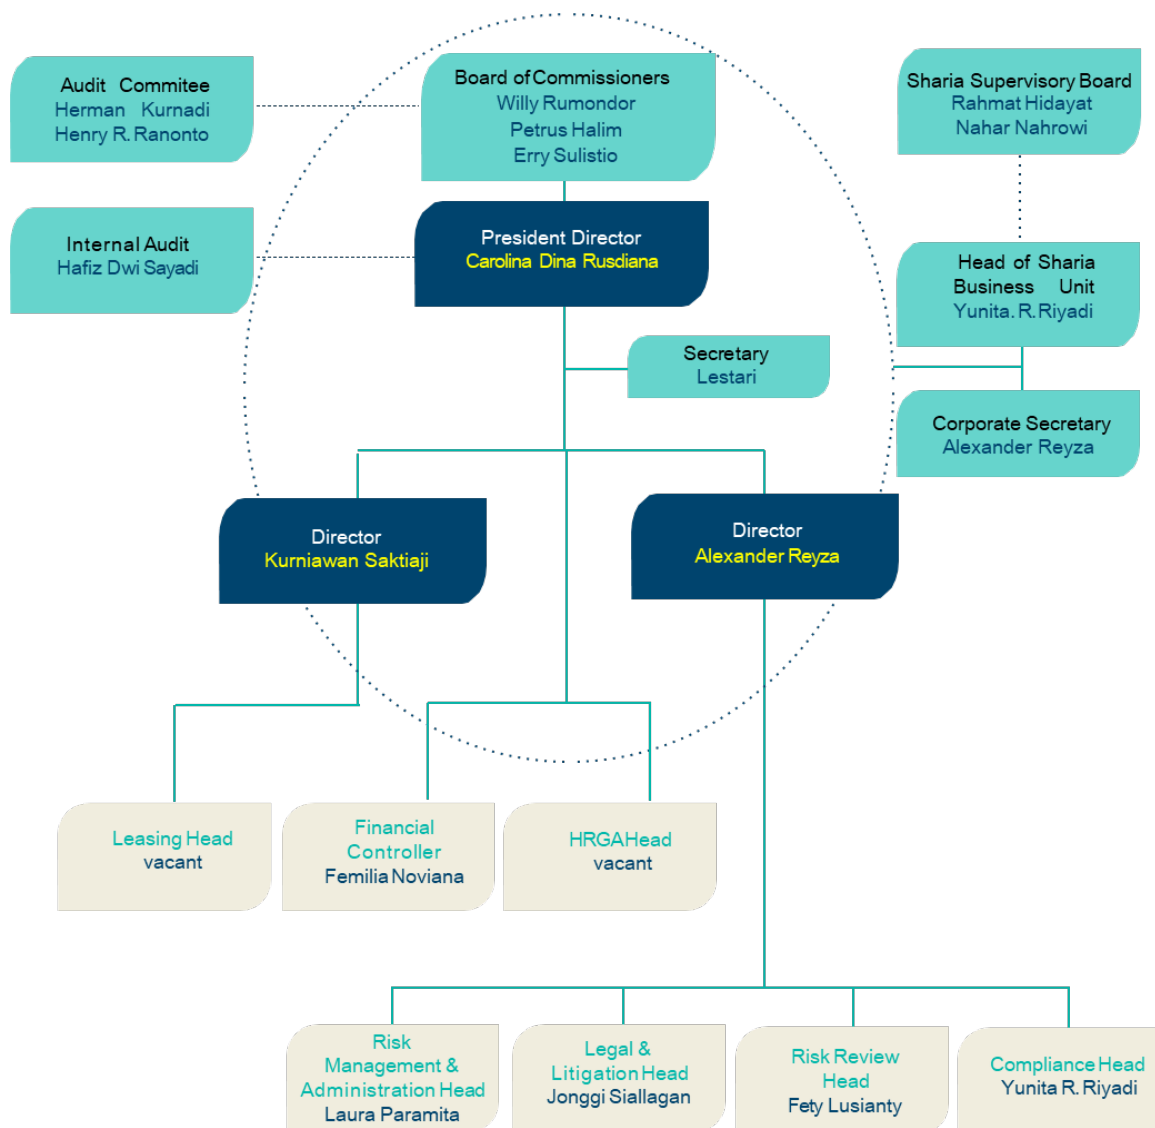 Audit Commitee
Herman Kurnadi
Henry R. Ranonto
Board of Commissioners
Willy Rumondor
Petrus Halim
Erry Sulistio
Sharia Supervisory Board
Rahmat Hidayat
Nahar Nahrowi
Internal Audit
Hafiz Dwi Sayadi
President Director
Carolina Dina Rusdiana
Head of Sharia
Business Unit
Yunita. R. Riyadi
Secretary
Lestari
Corporate Secretary
Alexander Reyza
Director
Kurniawan Saktiaji
Director
Alexander Reyza
Leasing Head
vacant
Financial
Controller
Femilia Noviana
HRGA Head
vacant
Risk
Management &
Administration Head
Laura Paramita
Legal &
Litigation Head
Jonggi Siallagan
Risk Review
Head
Fety Lusianty
Compliance Head
Yunita R. Riyadi